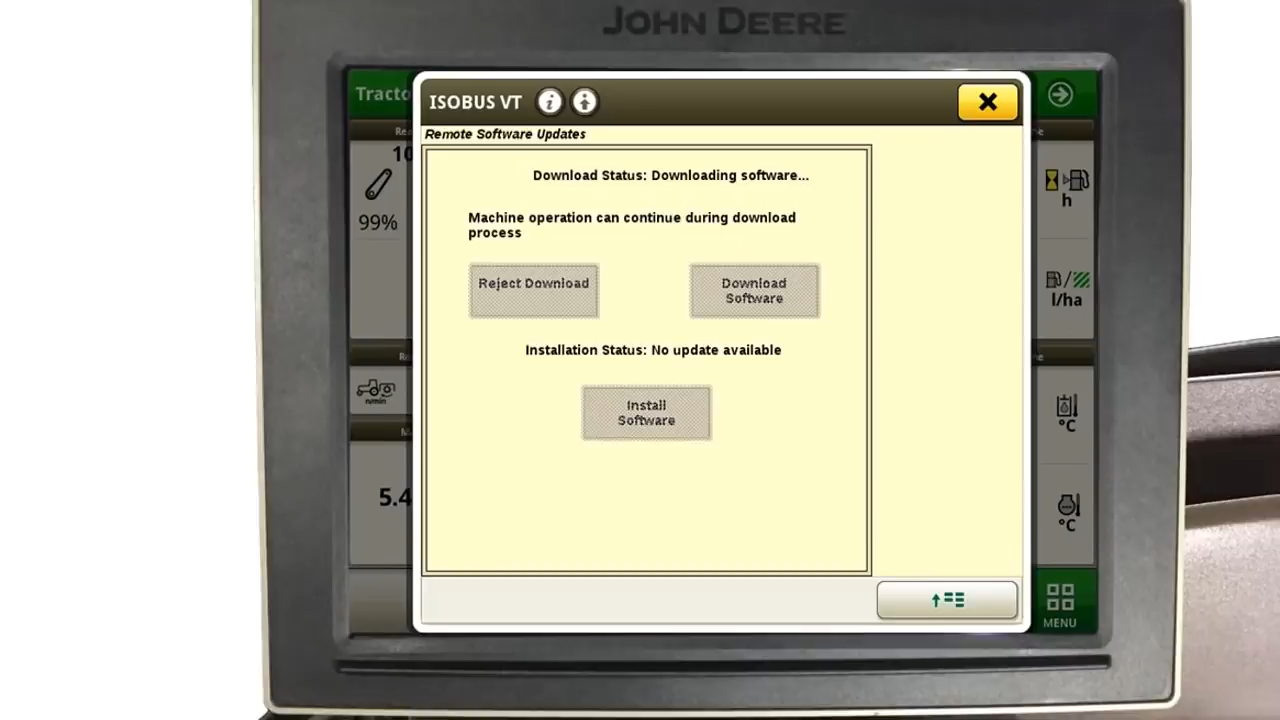 JOHN DEERE
Tracto
ISOBUS VT
Remote Software Updates
Download Status: Downloading software...
Machine operation can continue during download
process
Reject Download
Download
Software
Installation Status: No update available
Install
Software
10
99%
n/min
5.4
h
l/ha
°C
°C
MENU